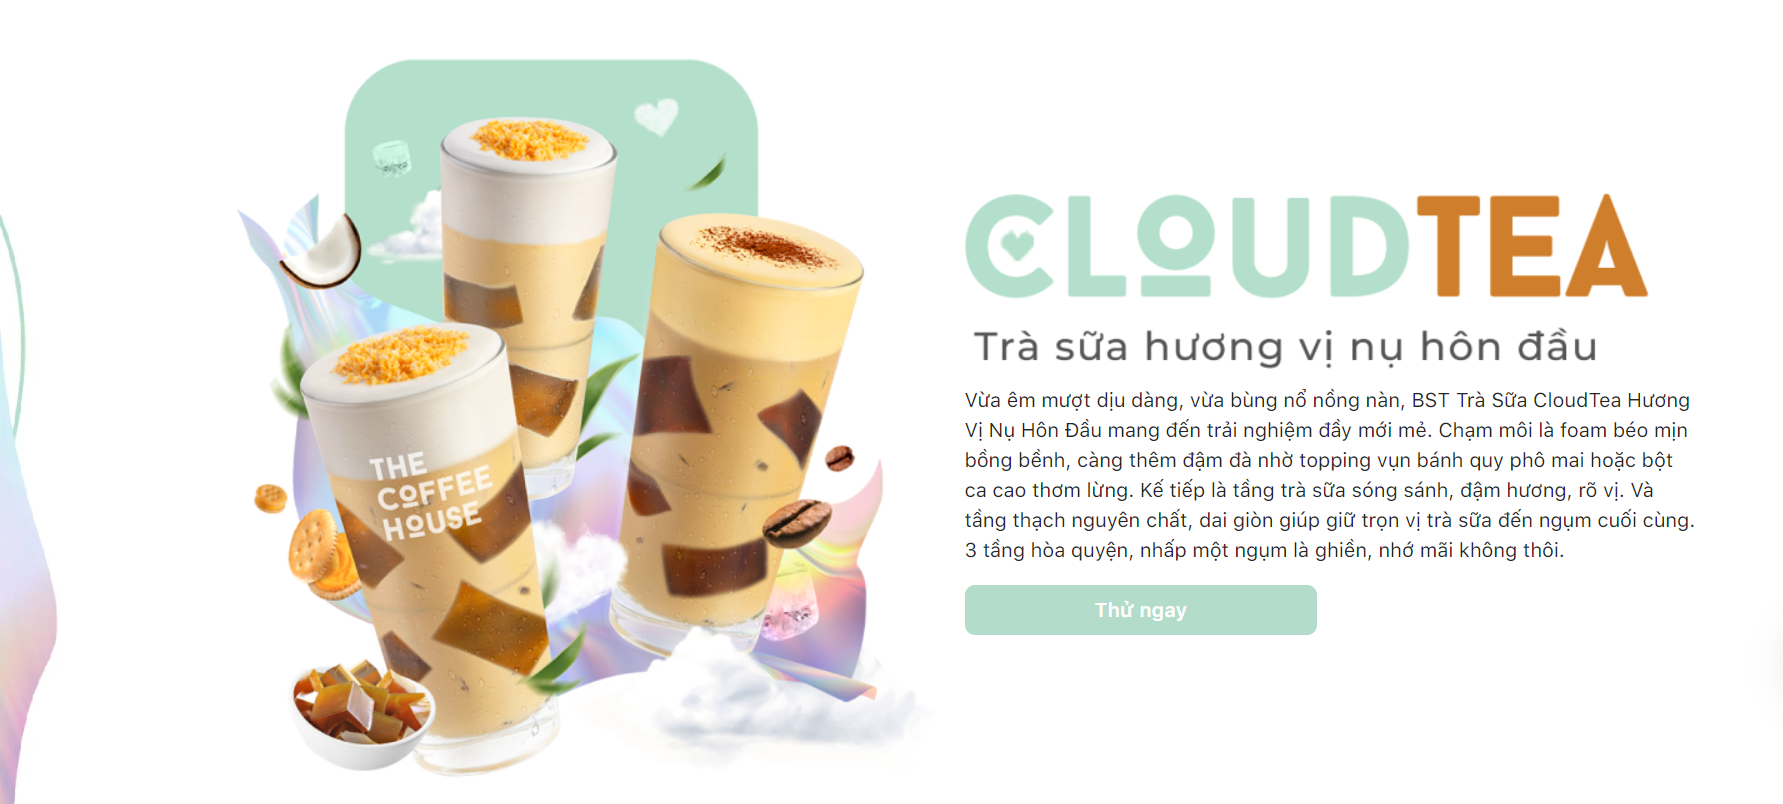 THE
COFFEE
HOUSE
CLOUDTEA
Trà sữa hương vị nụ hôn đầu
Vừa êm mượt dịu dàng, vừa bùng nổ nồng nàn, BST Trà Sữa CloudTea Hương
Vị Nụ Hôn Đầu mang đến trải nghiệm đầy mới mẻ. Chạm môi là foam béo mịn
bồng bềnh, càng thêm đậm đà nhờ topping vụn bánh quy phô mai hoặc bột
ca cao thơm lừng. Kế tiếp là tầng trà sữa sóng sánh, đậm hương, rõ vị. Và
tầng thạch nguyên chất, dai giòn giúp giữ trọn vị trà sữa đến ngụm cuối cùng.
3 tầng hòa quyện, nhấp một ngụm là ghiền, nhớ mãi không thôi.
Thử ngay